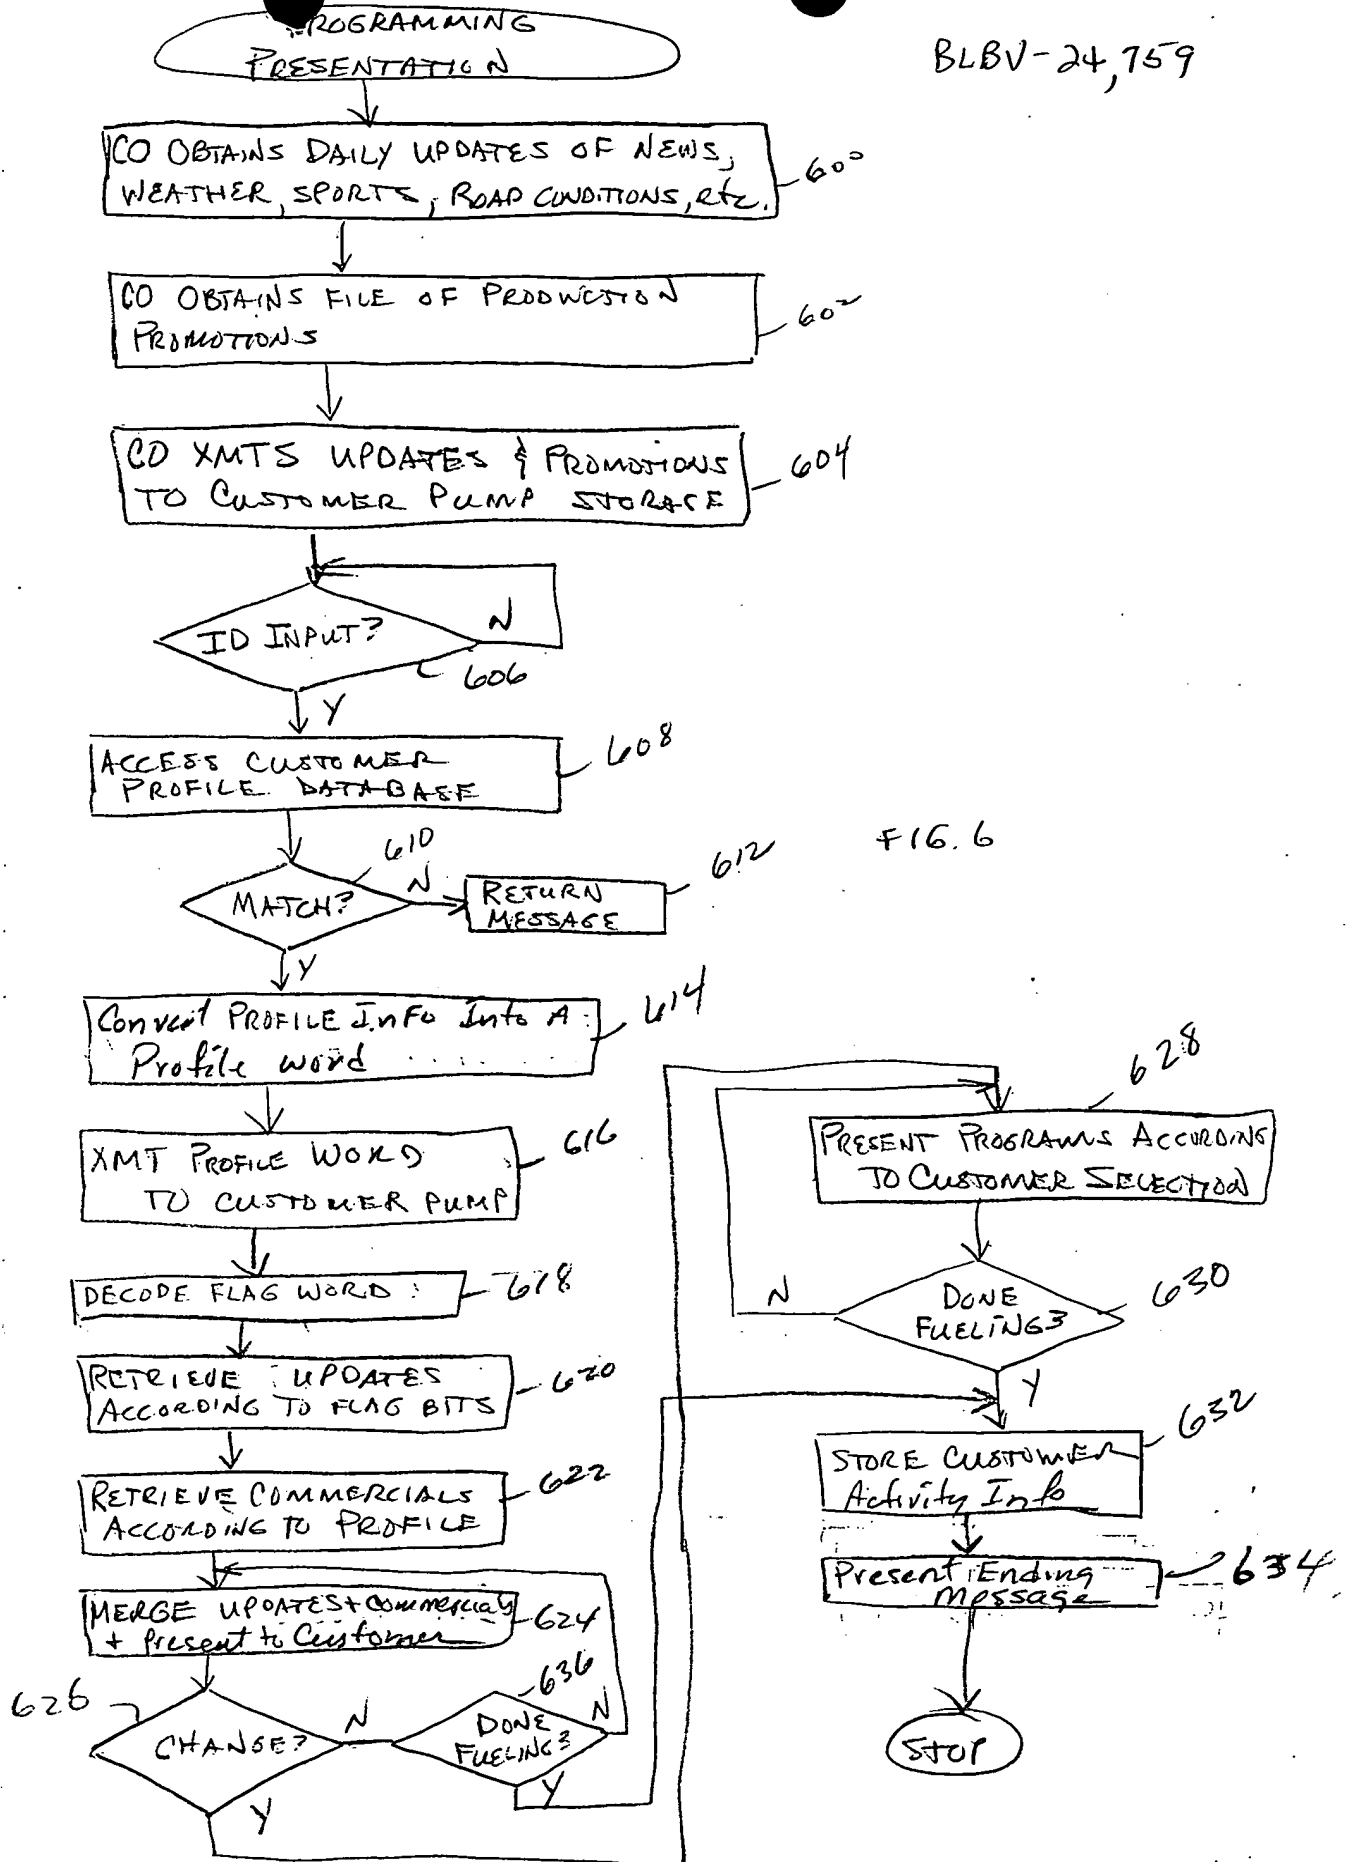 PROGRAMMING
PRESENTATION
BLBV-24,759
CO OBTAINS DAILY UPDATES OF NEWS,
WEATHER, SPORTS, ROAD CONDITIONS, etc.
600
CO OBTAINS FILE OF PRODUCTION
PROMOTIONS
602
CO XMTS UPDATES & PROMOTIONS
TO CUSTOMER PUMP STORAGE
604
ID INPUT?
N
606
Y
ACCESS CUSTOMER
PROFILE DATABASE
608
610
MATCH?
N
RETURN
MESSAGE
612
FIG. 6
Y
Convert PROFILE INFO Into A
Profile word
614
XMT PROFILE WORD
TO CUSTOMER PUMP
616
DECODE FLAG WORD
618
RETRIEVE UPDATES
ACCORDING TO FLAG BITS
620
RETRIEVE COMMERCIALS
ACCORDING TO PROFILE
622
MERGE UPDATES + Commercials
+ Present to Customer
624
626
CHANGE?
N
636
DONE
FUELING?
N
Y
Y
628
PRESENT PROGRAMS ACCORDING
TO CUSTOMER SELECTION
DONE
FUELING?
630
N
Y
632
STORE CUSTOMER
Activity Info
Present Ending
Message
634
STOP